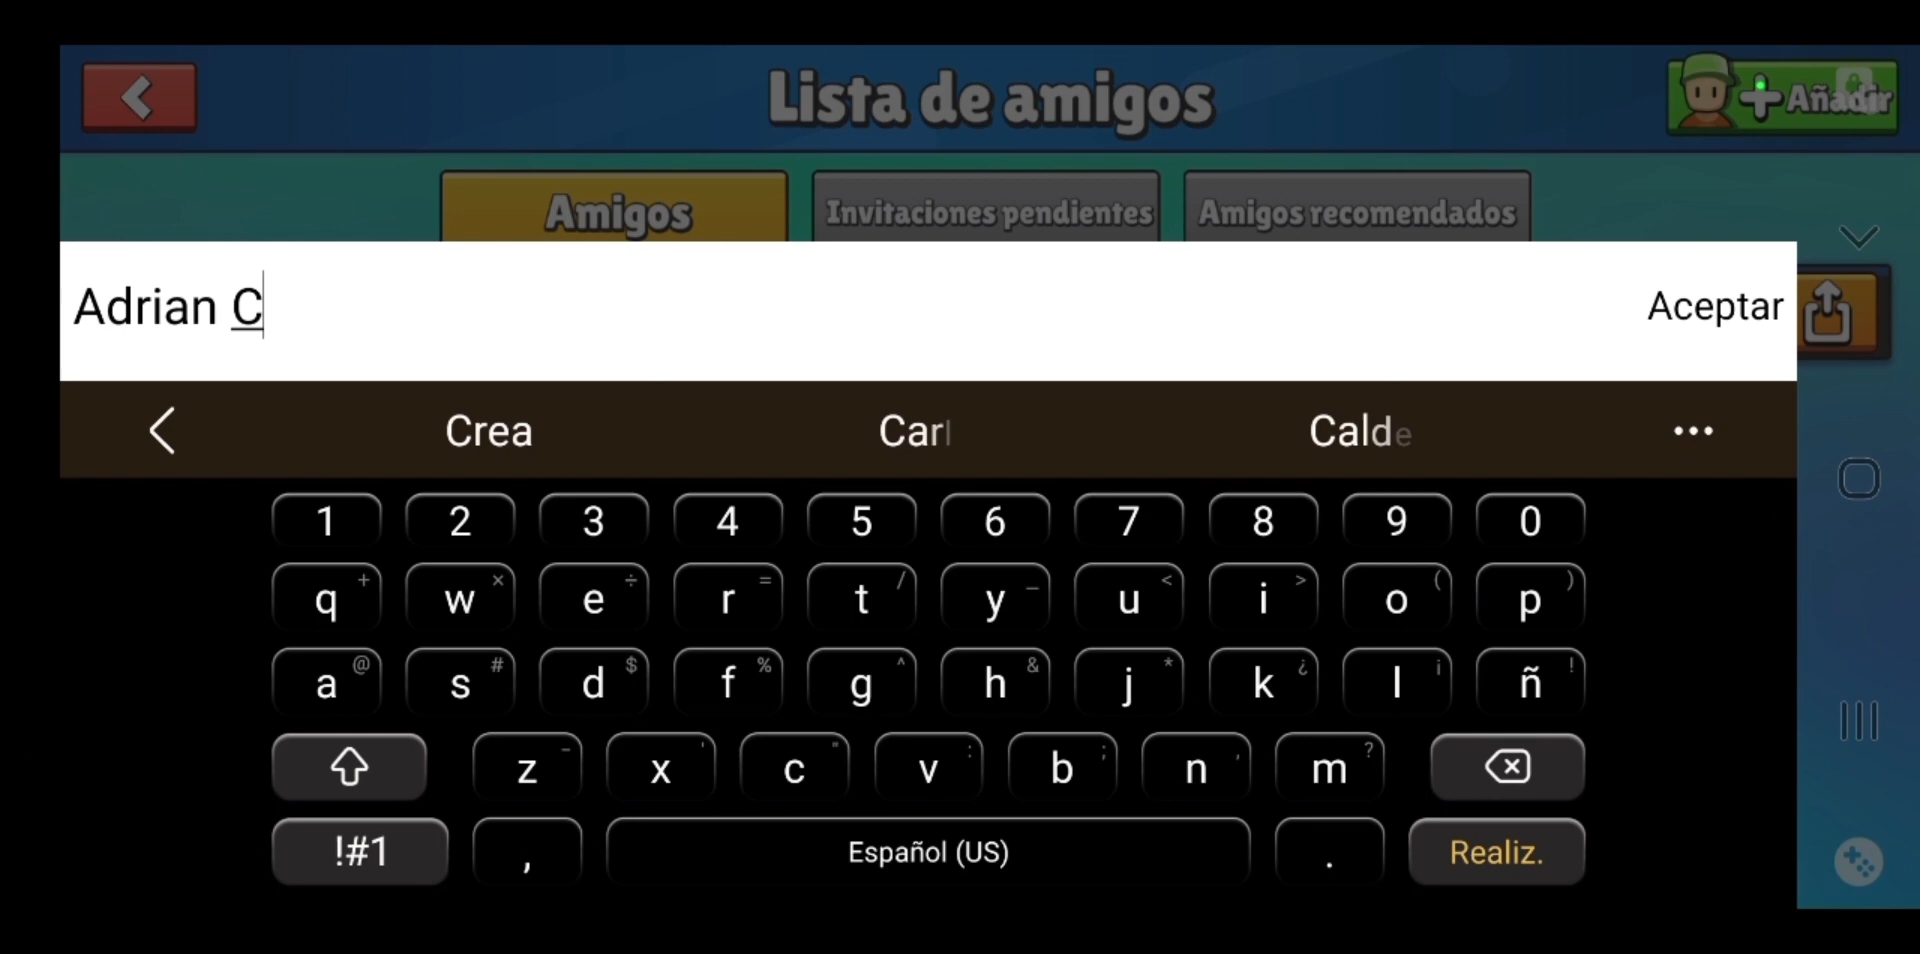 Lista de amigos
Añadir
Amigos
Invitaciones pendientes
Amigos recomendados
Adrian C
Aceptar
Crea
Carl
Calde
1 2 3 4 5 6 7 8 9 0
q + w × e ÷ r = t / y _ u < i > o ( p )
a @ s # d $ f % g ^ h & j * k ¿ l ¡ ñ !
z - x ' c " v : b ; n , m ?
!#1 , Español (US) . Realiz.